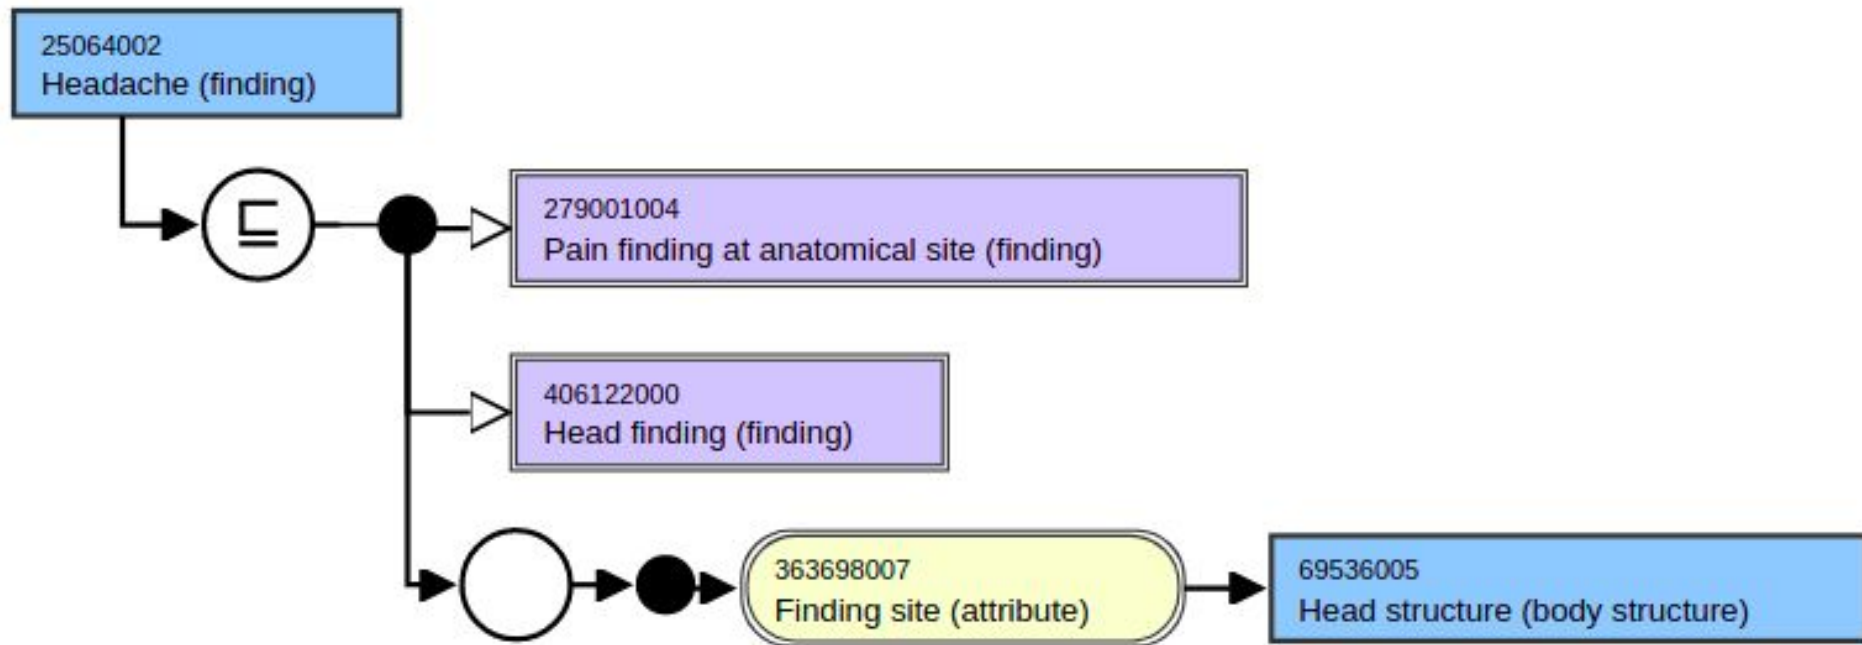 25064002
Headache (finding)
⊑
279001004
Pain finding at anatomical site (finding)
406122000
Head finding (finding)
363698007
Finding site (attribute)
69536005
Head structure (body structure)